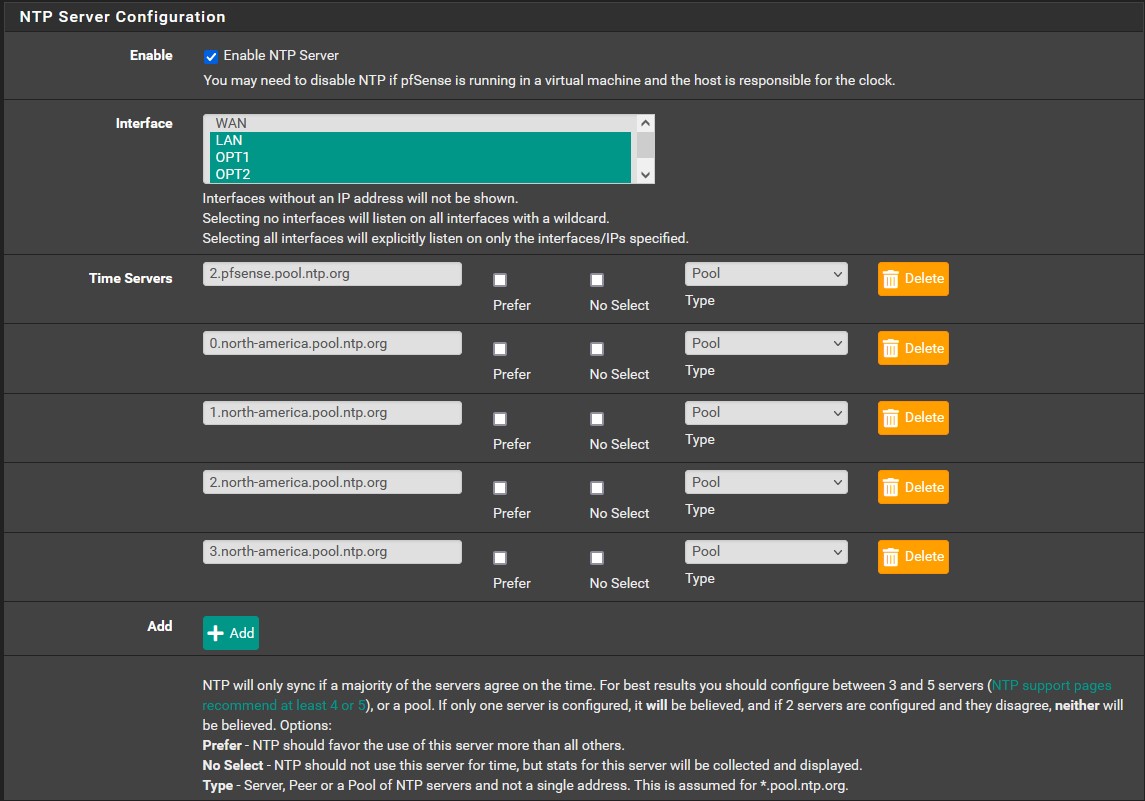 NTP Server Configuration
Enable
Enable NTP Server
You may need to disable NTP if pfSense is running in a virtual machine and the host is responsible for the clock.
Interface
WAN
LAN
OPT1
OPT2
Interfaces without an IP address will not be shown.
Selecting no interfaces will listen on all interfaces with a wildcard.
Selecting all interfaces will explicitly listen on only the interfaces/IPs specified.
Time Servers
2.pfsense.pool.ntp.org
Prefer
No Select
Pool
Type
Delete
0.north-america.pool.ntp.org
Prefer
No Select
Pool
Type
Delete
1.north-america.pool.ntp.org
Prefer
No Select
Pool
Type
Delete
2.north-america.pool.ntp.org
Prefer
No Select
Pool
Type
Delete
3.north-america.pool.ntp.org
Prefer
No Select
Pool
Type
Delete
Add
Add
NTP will only sync if a majority of the servers agree on the time. For best results you should configure between 3 and 5 servers (NTP support pages
recommend at least 4 or 5), or a pool. If only one server is configured, it will be believed, and if 2 servers are configured and they disagree, neither will
be believed. Options:
Prefer - NTP should favor the use of this server more than all others.
No Select - NTP should not use this server for time, but stats for this server will be collected and displayed.
Type - Server, Peer or a Pool of NTP servers and not a single address. This is assumed for *.pool.ntp.org.